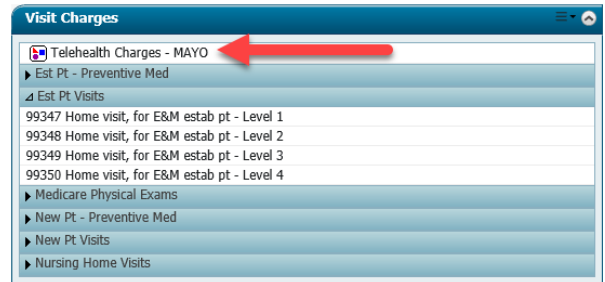 Visit Charges
Telehealth Charges - MAYO
Est Pt - Preventive Med
Est Pt Visits
99347 Home visit, for E&M estab pt - Level 1
99348 Home visit, for E&M estab pt - Level 2
99349 Home visit, for E&M estab pt - Level 3
99350 Home visit, for E&M estab pt - Level 4
Medicare Physical Exams
New Pt - Preventive Med
New Pt Visits
Nursing Home Visits